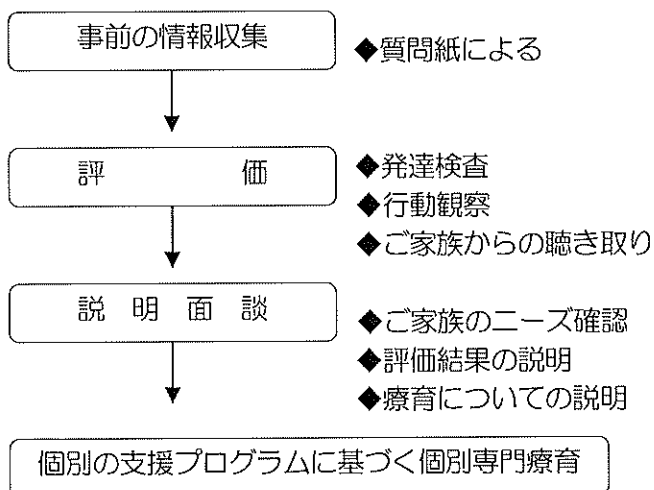 事前の情報収集
◆質問紙による
評価
◆発達検査
◆行動観察
◆ご家族からの聴き取り
説明面談
◆ご家族のニーズ確認
◆評価結果の説明
◆療育についての説明
個別の支援プログラムに基づく個別専門療育